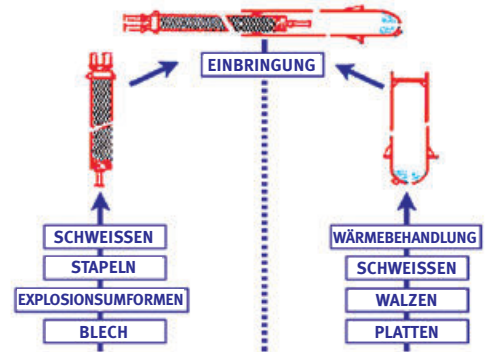 EINBRINGUNG
SCHWEISSEN
STAPELN
EXPLOSIONSUMFORMEN
BLECH
WÄRMEBEHANDLUNG
SCHWEISSEN
WALZEN
PLATTEN